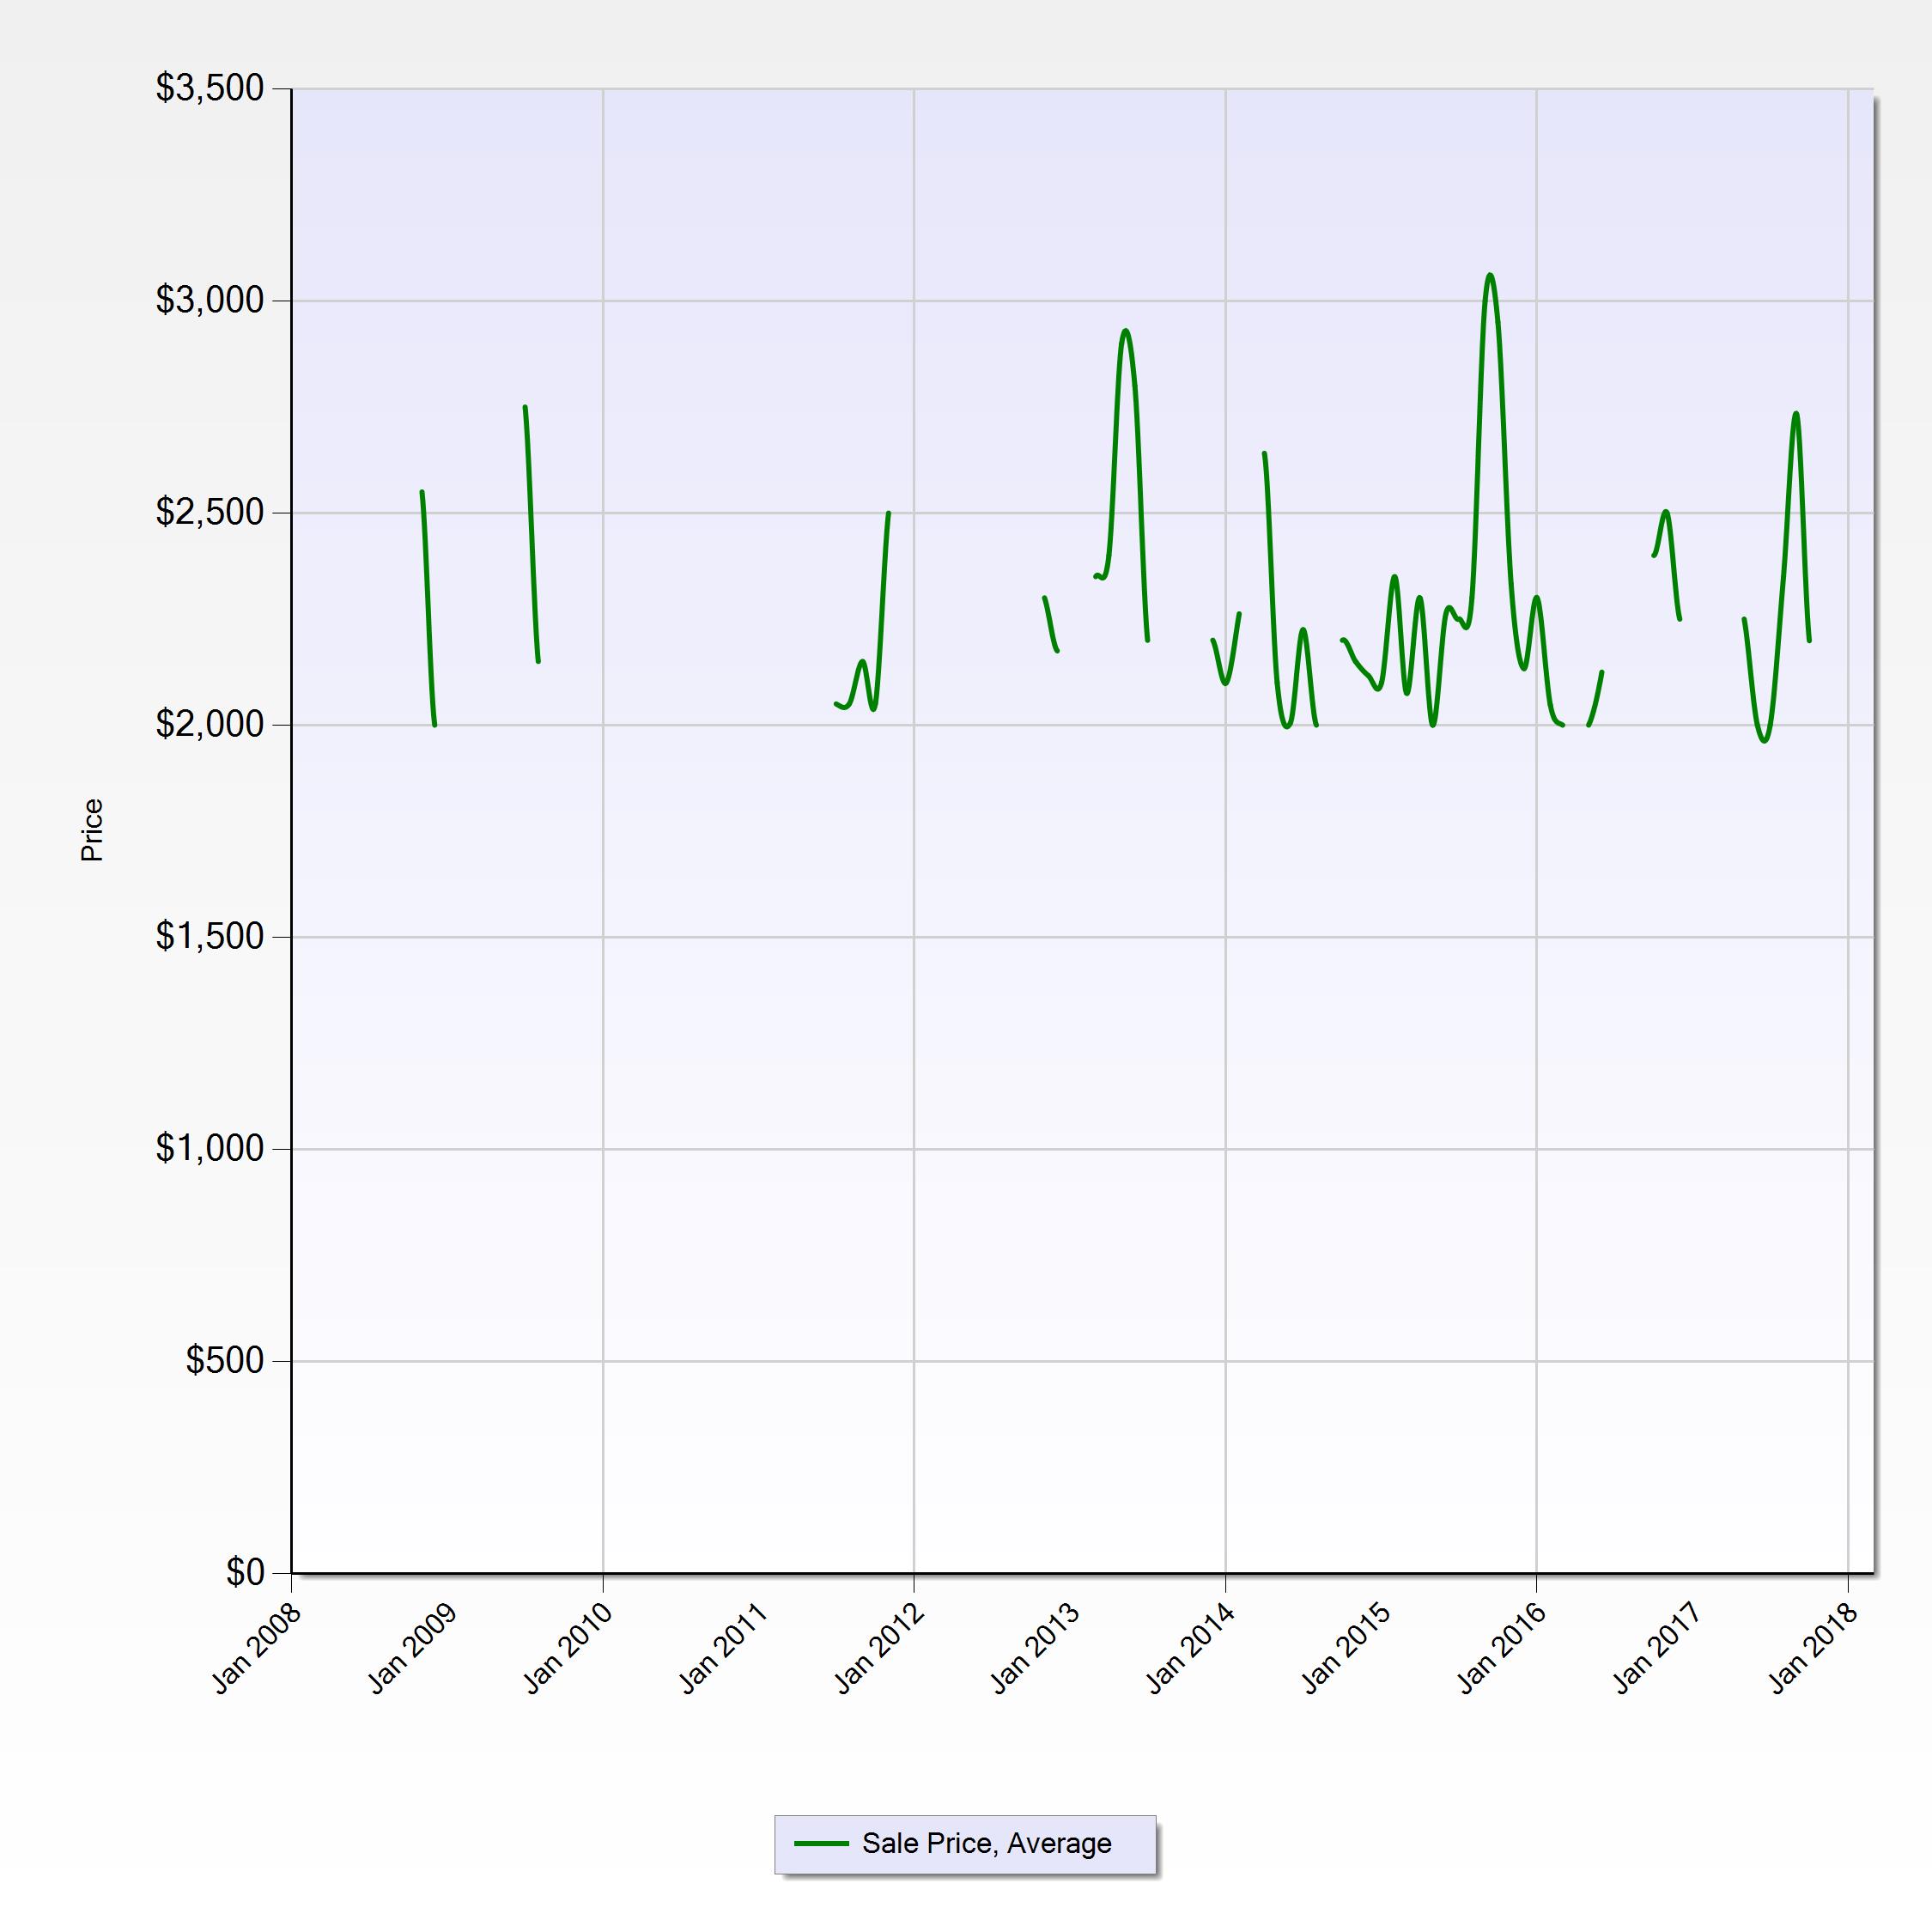 $3,500
$3,000
$2,500
$2,000
$1,500
$1,000
$500
$0
Price
Jan 2008
Jan 2009
Jan 2010
Jan 2011
Jan 2012
Jan 2013
Jan 2014
Jan 2015
Jan 2016
Jan 2017
Jan 2018
Sale Price, Average